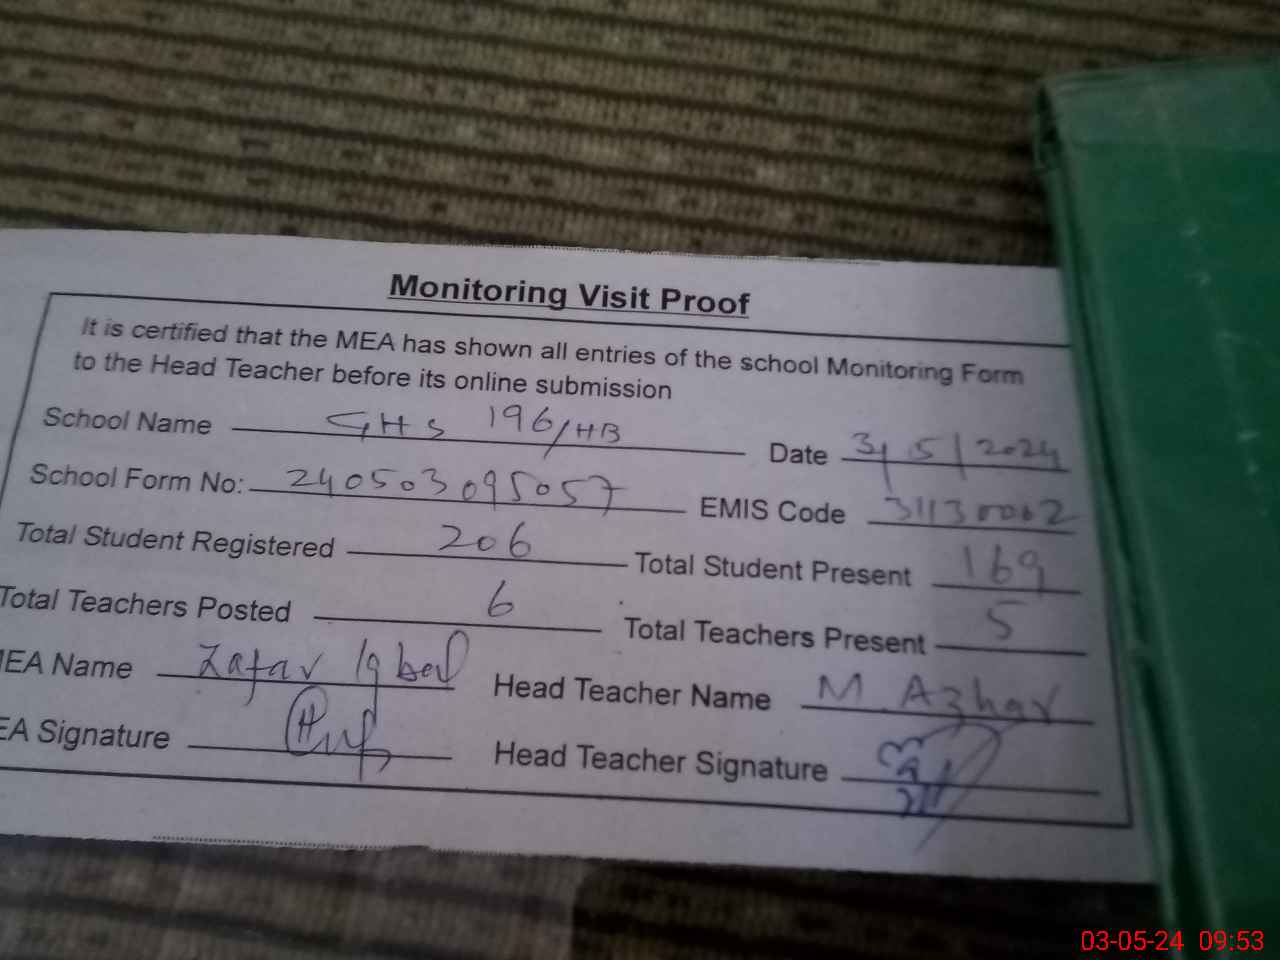 Monitoring Visit Proof
It is certified that the MEA has shown all entries of the school Monitoring Form
to the Head Teacher before its online submission
School Name GHS 196/HB Date 3/5/2024
School Form No: 240503095057 EMIS Code 31130002
Total Student Registered 206 Total Student Present 169
Total Teachers Posted 6 Total Teachers Present 5
MEA Name Zafar Iqbal Head Teacher Name M. Azhar
EA Signature Head Teacher Signature
03-05-24 09:53